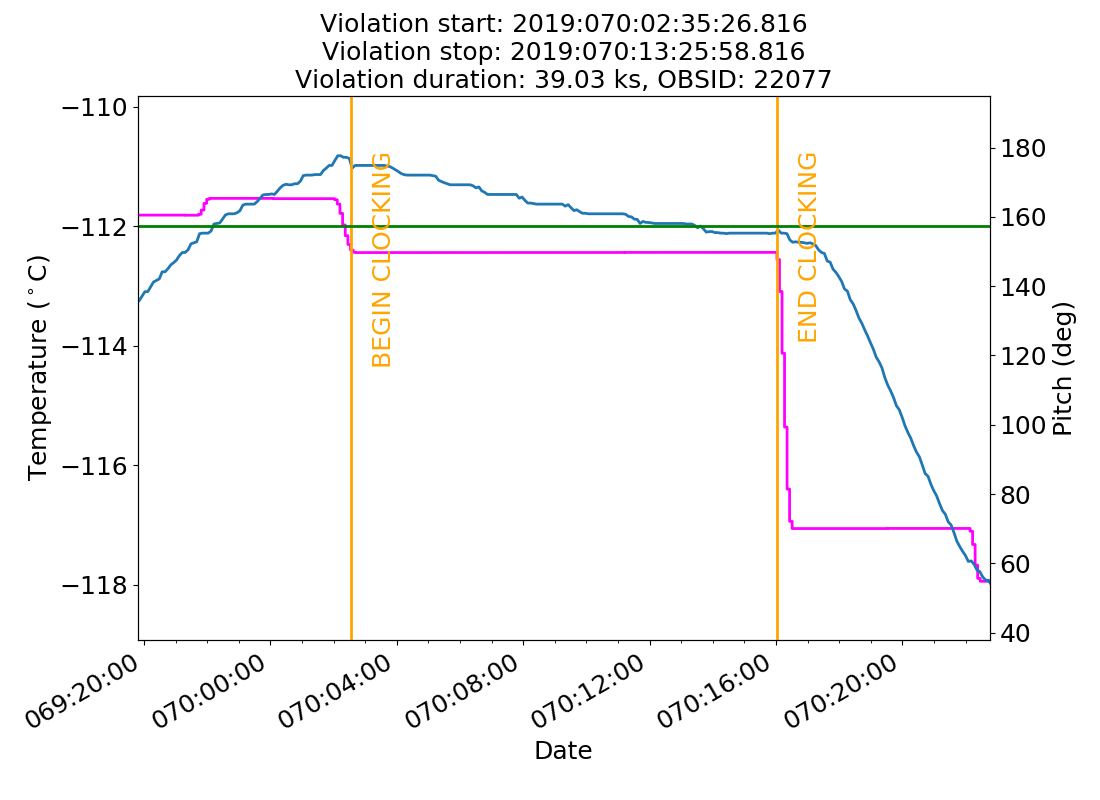 Violation start: 2019:070:02:35:26.816
Violation stop: 2019:070:13:25:58.816
Violation duration: 39.03 ks, OBSID: 22077
−110
−112
−114
−116
−118
Temperature (°C)
BEGIN CLOCKING
END CLOCKING
180
160
140
120
100
80
60
40
Pitch (deg)
069:20:00
070:00:00
070:04:00
070:08:00
070:12:00
070:16:00
070:20:00
Date